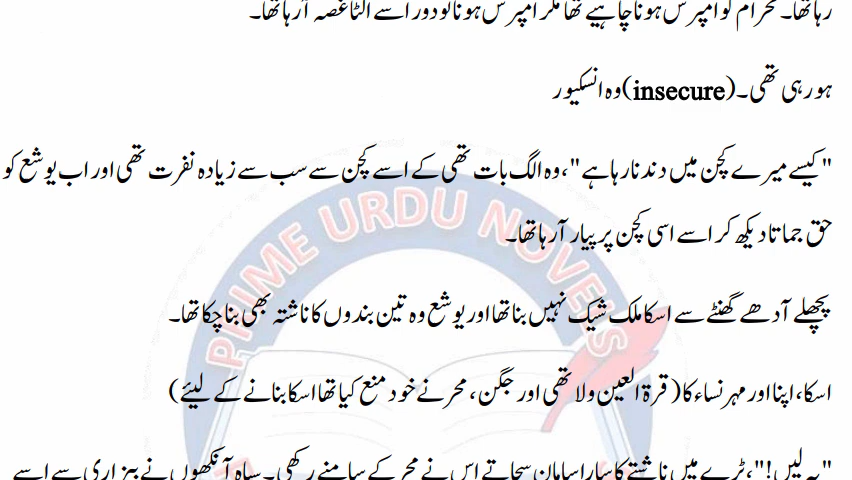 رہا تھا۔ محرام کو امپرس ہونا چاہیے تھا مگر امپرس ہونا تو دور اسے الٹا غصہ آرہا تھا۔
ہو رہی تھی۔(insecure)وہ انسکیور
"کیسے میرے کچن میں دندنا رہا ہے"،وہ الگ بات تھی کے اسے کچن سے سب سے زیادہ نفرت تھی اور اب یوشع کو
حق جماتا دیکھ کر اسے اسی کچن پر پیار آرہا تھا۔
پچھلے آدھے گھنٹے سے اسکا ملک شیک نہیں بنا تھا اور یوشع وہ تین بندوں کا ناشتہ بھی بنا چکا تھا۔
اسکا، اپنا اور مہر نساء کا( قرۃ العین ولا تھی اور جگن، محر نے خود منع کیا تھا اسکا بنانے کے لیئے)
"یہ لیں!"،ٹرے میں ناشتے کا سارا سامان سجاتے اس نے محر کے سامنے رکھی۔ سیاہ آنکھوں نے بیزاری سے اسے
PRIME URDU NOVELS